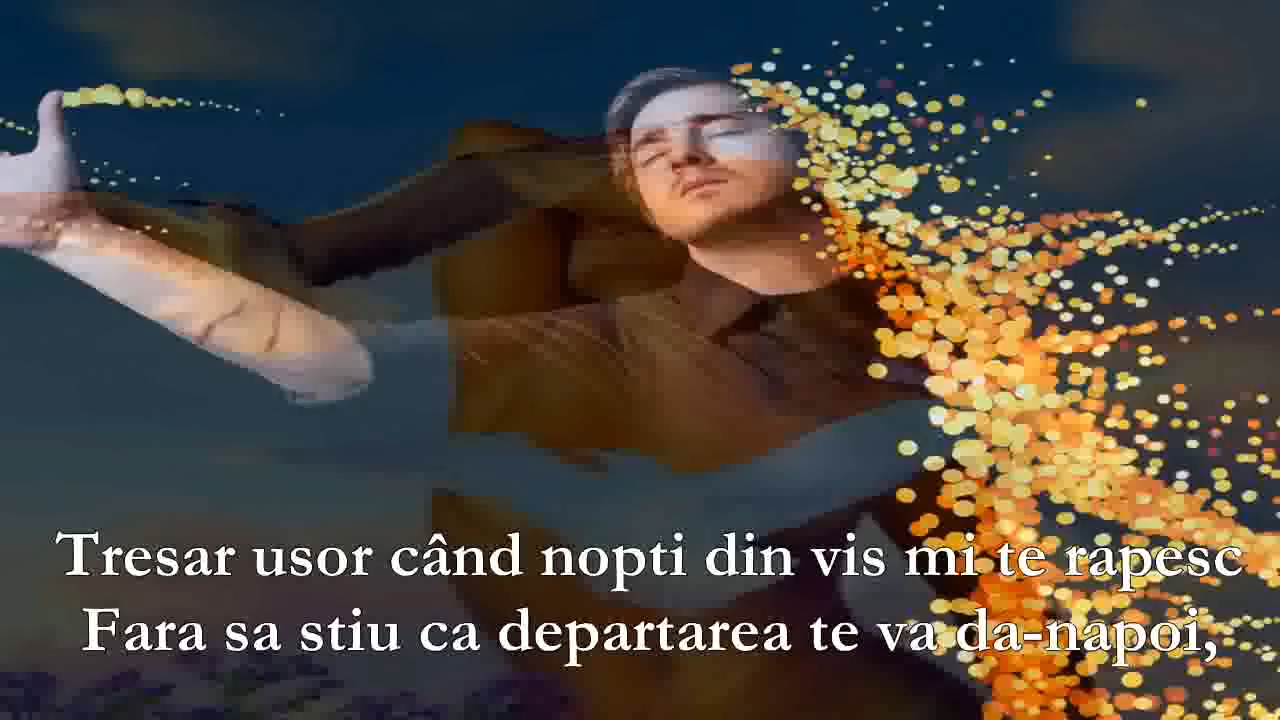 Tresar usor când nopti din vis mi te rapesc
Fara sa stiu ca departarea te va da-napoi,